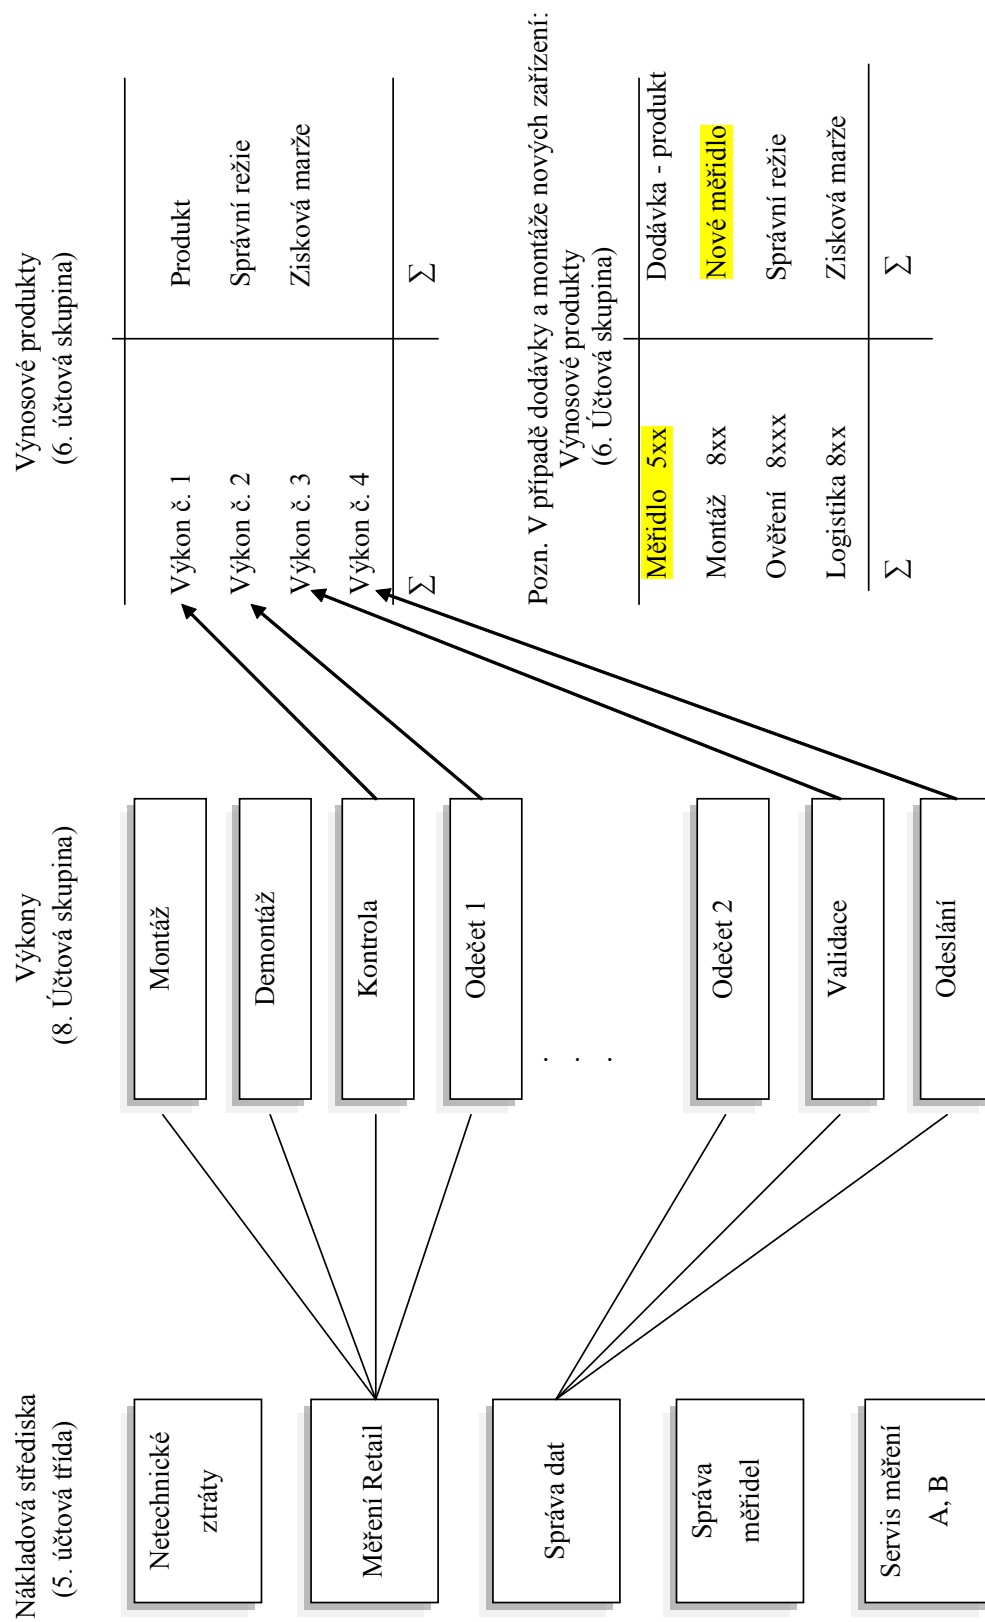 Nákladová střediska
(5. účtová třída)
Netechnické
ztráty
Měření Retail
Správa dat
Správa
měřidel
Servis měření
A, B
Výkony
(8. Účtová skupina)
Montáž
Demontáž
Kontrola
Odečet 1
. . .
Odečet 2
Validace
Odeslání
Výnosové produkty
(6. účtová skupina)
Výkon č. 1 Produkt
Výkon č. 2 Správní režie
Výkon č. 3 Zisková marže
Výkon č. 4
Σ Σ
Pozn. V případě dodávky a montáže nových zařízení:
Výnosové produkty
(6. Účtová skupina)
Měřidlo 5xx Dodávka - produkt
Montáž 8xx Nové měřidlo
Ověření 8xxx Správní režie
Logistika 8xx Zisková marže
Σ Σ